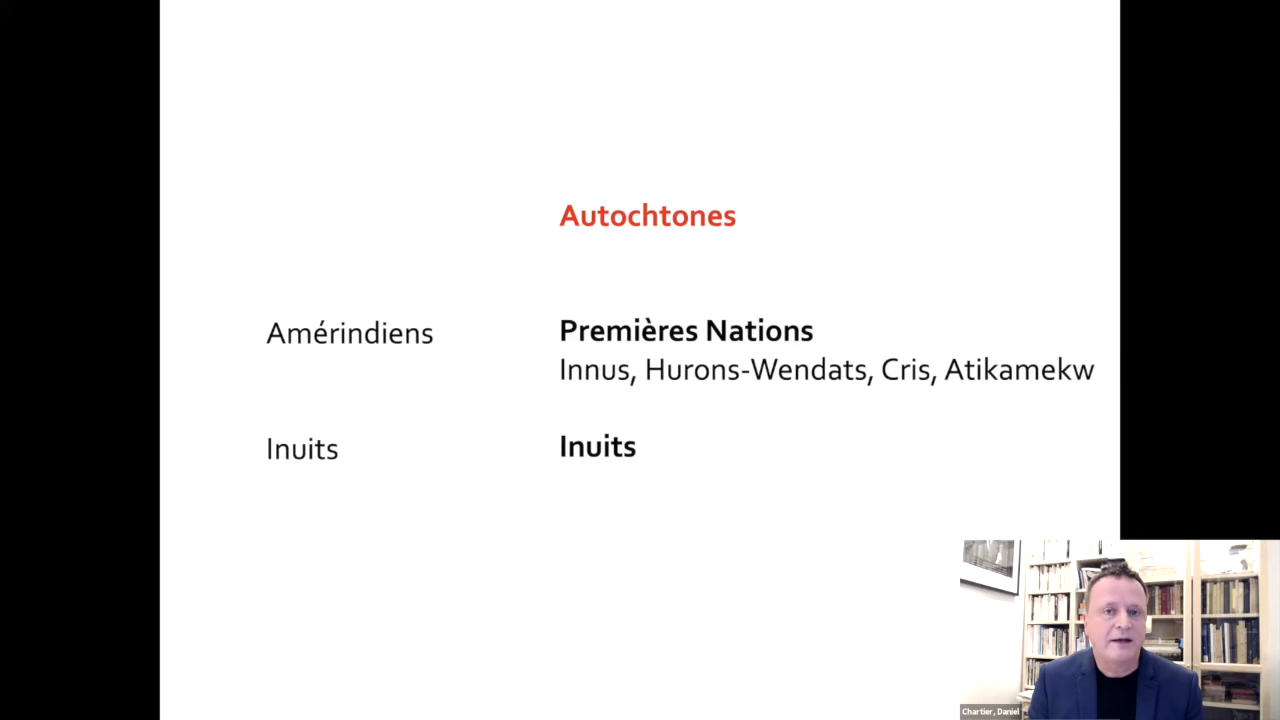 Autochtones
Amérindiens
Premières Nations
Innus, Hurons-Wendats, Cris, Atikamekw
Inuits
Inuits
Chartier, Daniel